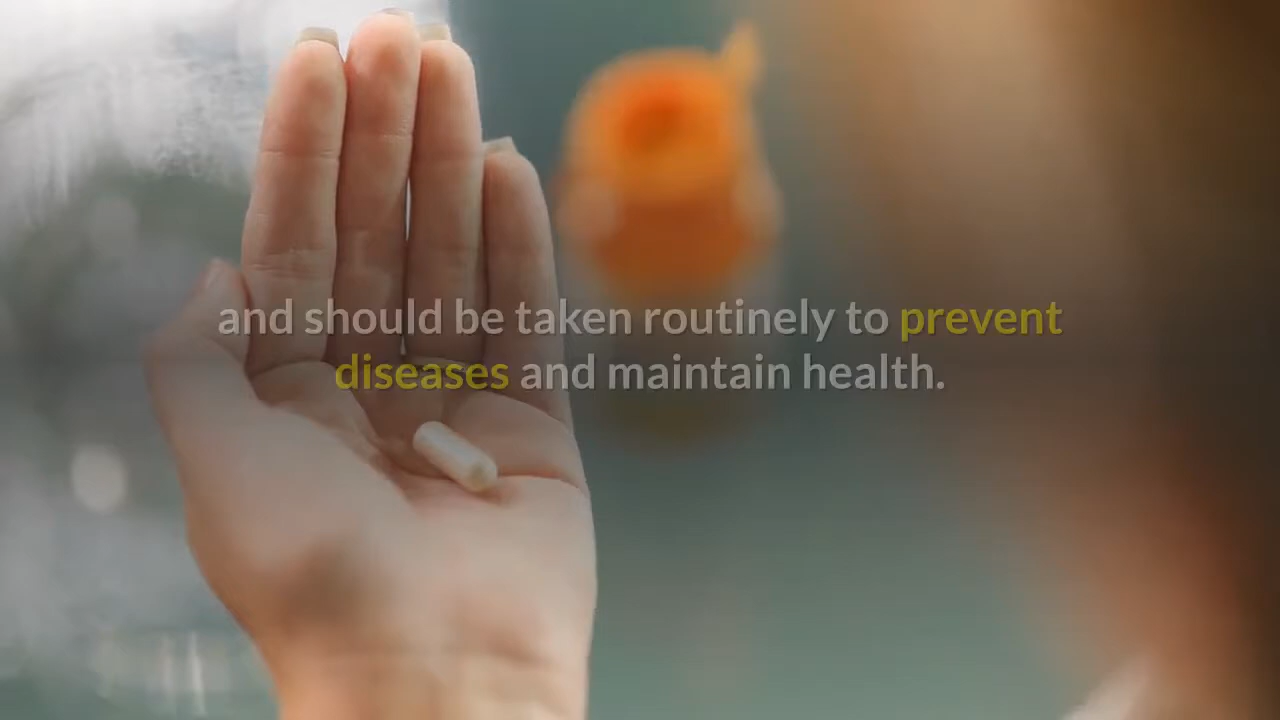 and should be taken routinely to prevent
diseases and maintain health.